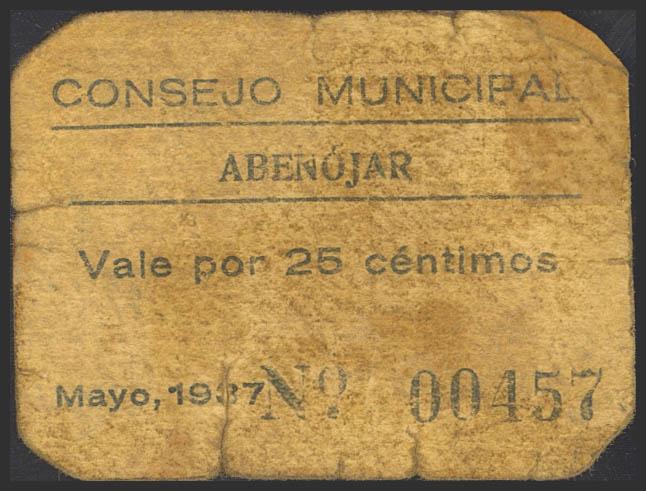 CONSEJO MUNICIPAL
ABENÓJAR
Vale por 25 céntimos
Mayo, 1937 Nº 00457